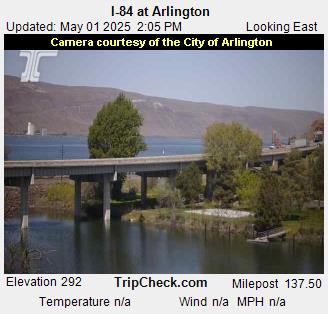 I-84 at Arlington
Updated: May 01 2025 2:05 PM Looking East
Camera courtesy of the City of Arlington
Elevation 292 TripCheck.com Milepost 137.50
Temperature n/a Wind n/a MPH n/a